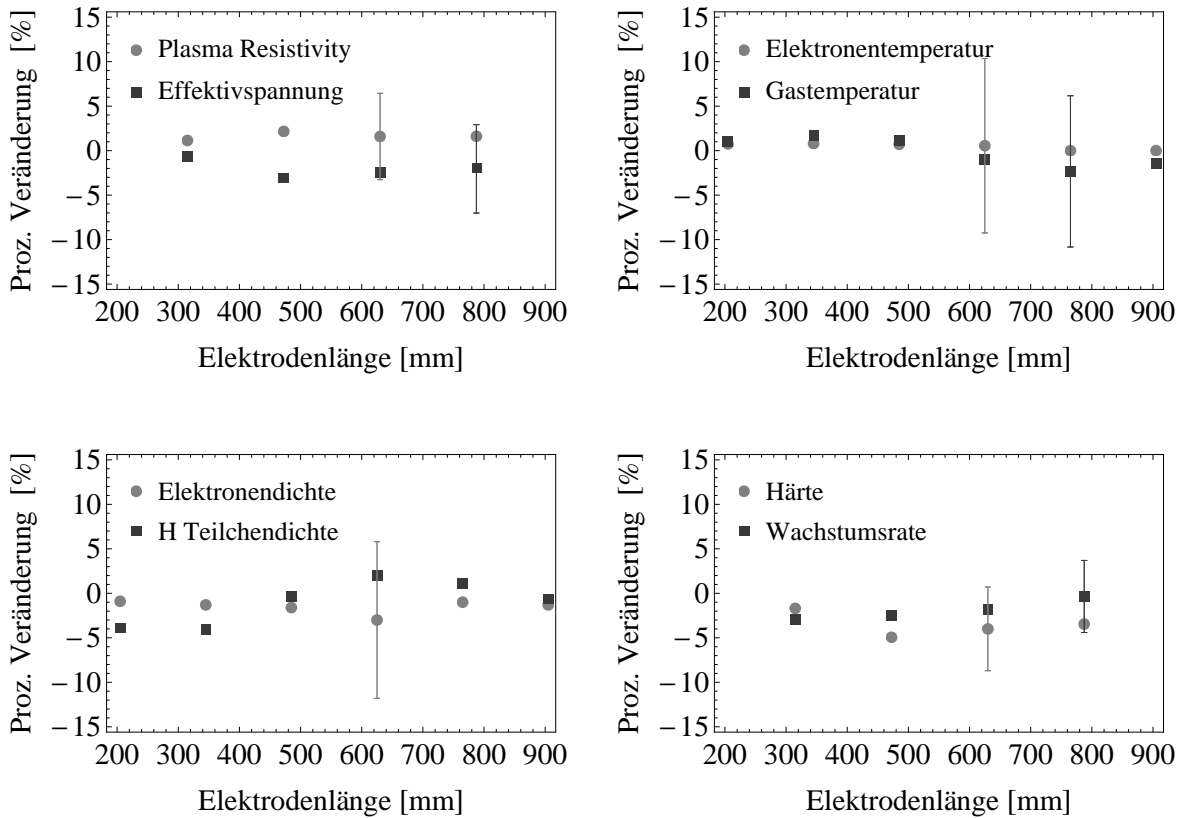 15
10
5
0
−5
−10
−15
Proz. Veränderung [%]
Plasma Resistivity
Effektivspannung
200 300 400 500 600 700 800 900
Elektrodenlänge [mm]
15
10
5
0
−5
−10
−15
Proz. Veränderung [%]
Elektronentemperatur
Gastemperatur
200 300 400 500 600 700 800 900
Elektrodenlänge [mm]
15
10
5
0
−5
−10
−15
Proz. Veränderung [%]
Elektronendichte
H Teilchendichte
200 300 400 500 600 700 800 900
Elektrodenlänge [mm]
15
10
5
0
−5
−10
−15
Proz. Veränderung [%]
Härte
Wachstumsrate
200 300 400 500 600 700 800 900
Elektrodenlänge [mm]